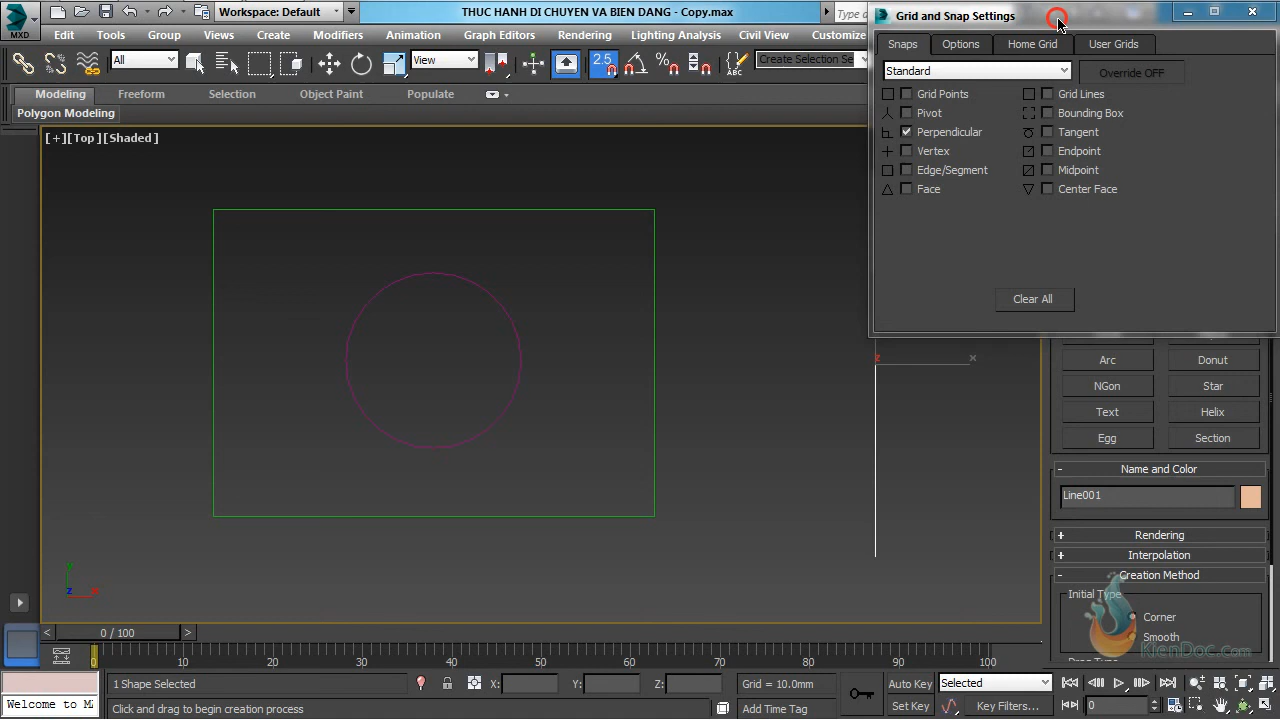 MXD
Workspace: Default
THUC HANH DI CHUYEN VA BIEN DANG - Copy.max
Type
Grid and Snap Settings
Edit Tools Group Views Create Modifiers Animation Graph Editors Rendering Lighting Analysis Civil View Customize
All
View
2.5
Create Selection Se
Modeling Freeform Selection Object Paint Populate
Polygon Modeling
[+][Top][Shaded]
Snaps Options Home Grid User Grids
Standard
Override OFF
Grid Points Grid Lines
Pivot Bounding Box
Perpendicular Tangent
Vertex Endpoint
Edge/Segment Midpoint
Face Center Face
Clear All
Arc Donut
NGon Star
Text Helix
Egg Section
- Name and Color
Line001
+ Rendering
+ Interpolation
- Creation Method
Initial Type
Corner
Smooth
KienDoc.Com
z x
y
z x
< 0 / 100 >
0 10 20 30 40 50 60 70 80 90 100
1 Shape Selected
X: Y: Z:
Grid = 10.0mm
Auto Key
Selected
Welcome to M
Click and drag to begin creation process
Add Time Tag
Set Key
Key Filters...
0